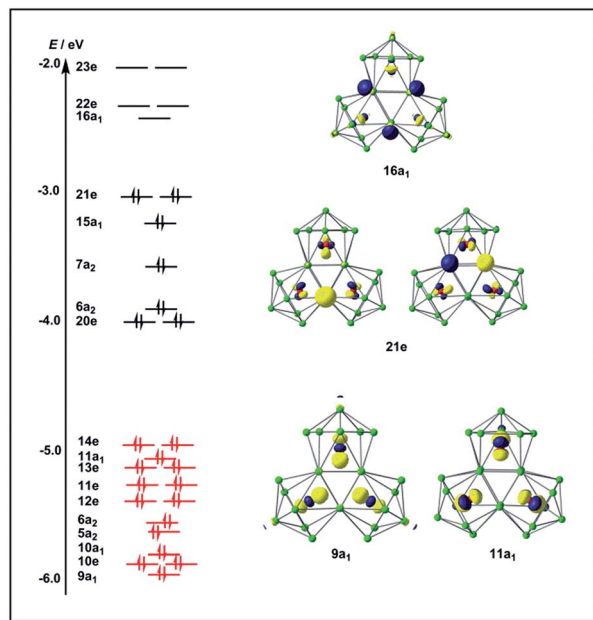 E / eV
-2.0
23e
22e
16a₁
-3.0
21e
15a₁
7a₂
6a₂
-4.0
20e
14e
-5.0
11a₁
13e
11e
12e
6a₂
5a₂
10a₁
10e
-6.0
9a₁
16a₁
21e
9a₁
11a₁